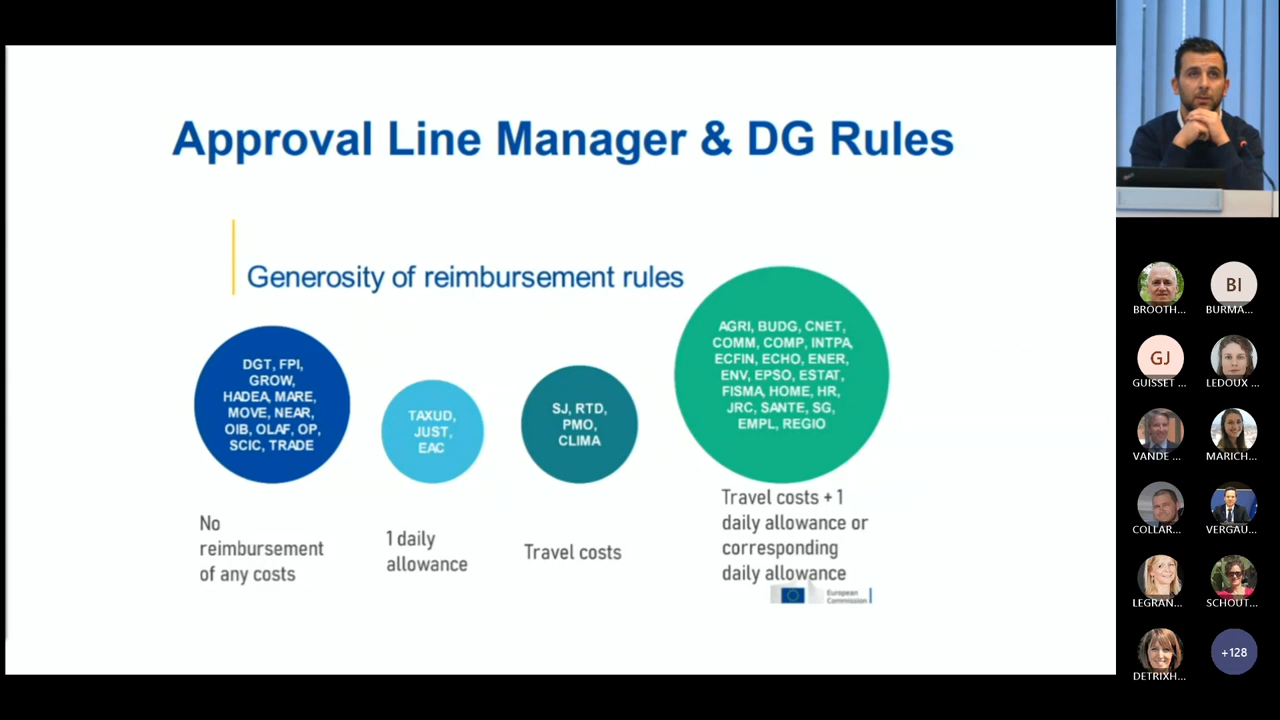 Approval Line Manager & DG Rules
Generosity of reimbursement rules
DGT, FPI,
GROW,
HADEA, MARE,
MOVE, NEAR,
OIB, OLAF, OP,
SCIC, TRADE
No
reimbursement
of any costs
TAXUD,
JUST,
EAC
1 daily
allowance
SJ, RTD,
PMO,
CLIMA
Travel costs
AGRI, BUDG, CNET,
COMM, COMP, INTPA,
ECFIN, ECHO, ENER,
ENV, EPSO, ESTAT,
FISMA, HOME, HR,
JRC, SANTE, SG,
EMPL, REGIO
Travel costs + 1
daily allowance or
corresponding
daily allowance
European
Commission
BROOTH...
BI
BURMA...
GJ
GUISSET ...
LEDOUX ...
VANDE ...
MARICH...
COLLAR...
VERGAU...
LEGRAN...
SCHOUT...
DETRIXH...
+128